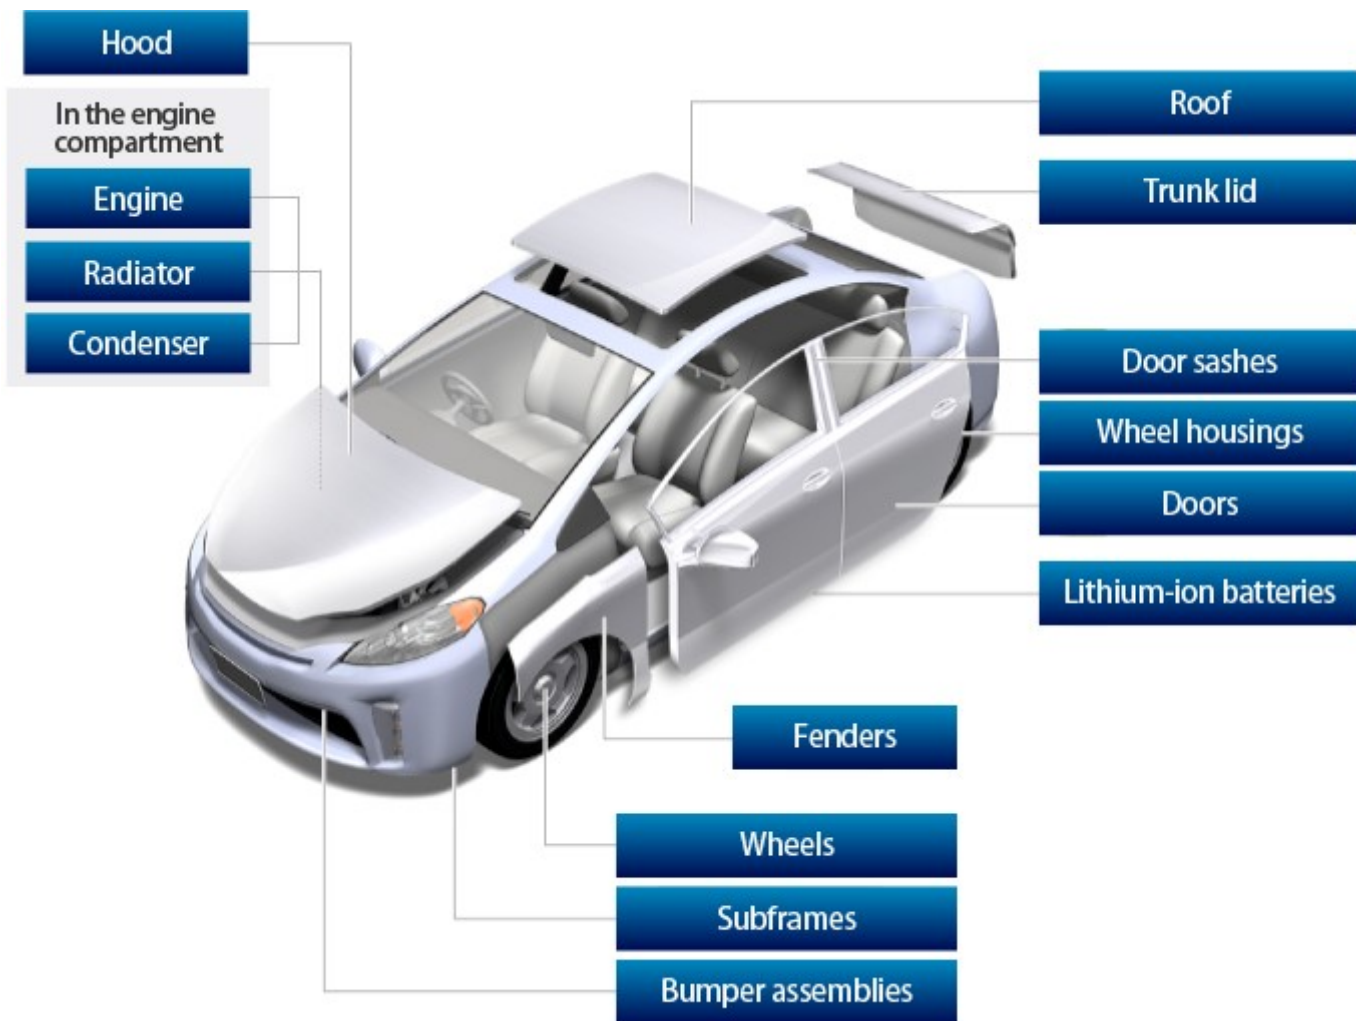 Hood
In the engine
compartment
Engine
Radiator
Condenser
Roof
Trunk lid
Door sashes
Wheel housings
Doors
Lithium-ion batteries
Fenders
Wheels
Subframes
Bumper assemblies